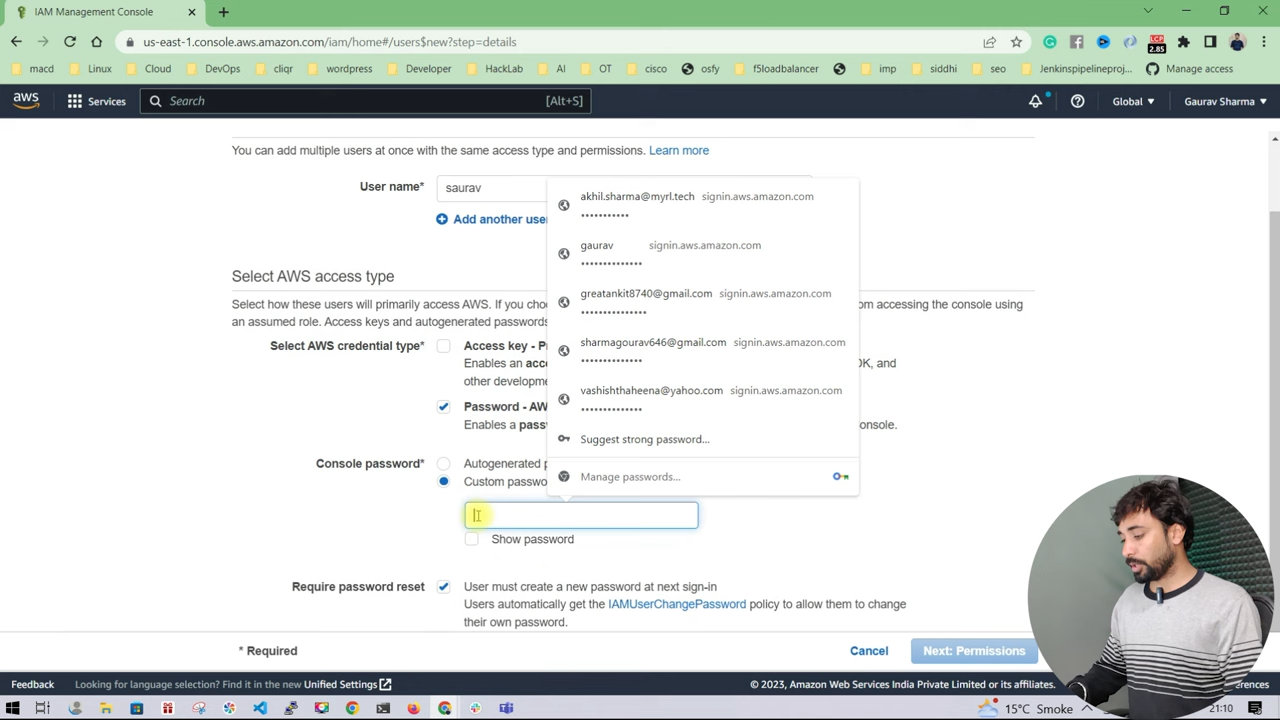 IAM Management Console
us-east-1.console.aws.amazon.com/iam/home#/users$new?step=details
LCP
2.85
macd Linux Cloud DevOps cliqr wordpress Developer HackLab AI OT cisco osfy f5loadbalancer imp siddhi seo Jenkinspipelineproj... Manage access
aws Services Search [Alt+S] Global Gaurav Sharma
You can add multiple users at once with the same access type and permissions. Learn more
User name* saurav
Add another use
akhil.sharma@myrl.tech signin.aws.amazon.com
gaurav signin.aws.amazon.com
greatankit8740@gmail.com signin.aws.amazon.com
sharmagourav646@gmail.com signin.aws.amazon.com
vashishthaheena@yahoo.com signin.aws.amazon.com
Suggest strong password...
Manage passwords...
Select AWS access type
Select how these users will primarily access AWS. If you choo om accessing the console using
an assumed role. Access keys and autogenerated passwords
Select AWS credential type* Access key - P
Enables an acce DK, and
other developme
Password - AW
Enables a pass onsole.
Console password* Autogenerated p
Custom passwo
Show password
Require password reset User must create a new password at next sign-in
Users automatically get the IAMUserChangePassword policy to allow them to change
their own password.
* Required Cancel Next: Permissions
Feedback Looking for language selection? Find it in the new Unified Settings © 2023, Amazon Web Services India Private Limited or its affiliates. erences
15°C Smoke 21:10